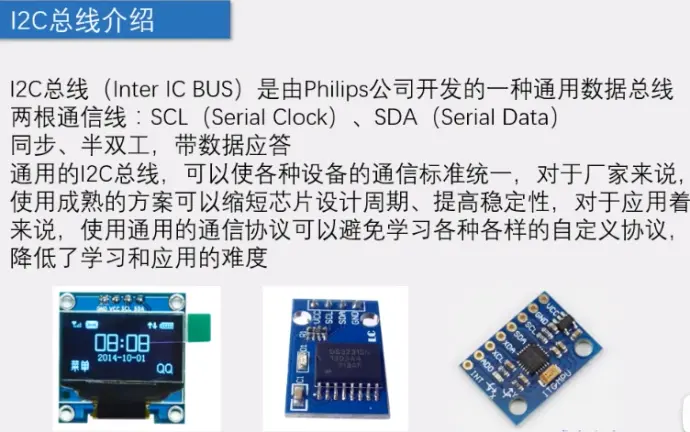 I2C总线介绍
I2C总线（Inter IC BUS）是由Philips公司开发的一种通用数据总线
两根通信线：SCL（Serial Clock）、SDA（Serial Data）
同步、半双工，带数据应答
通用的I2C总线，可以使各种设备的通信标准统一，对于厂家来说，
使用成熟的方案可以缩短芯片设计周期、提高稳定性，对于应用着
来说，使用通用的通信协议可以避免学习各种各样的自定义协议，
降低了学习和应用的难度
GND VCC SCL SDA
08:08
2014-10-01
菜单 QQ
VCC
SCL
SDA
GND
VCC
GND
SCL
SDA
XDA
XCL
AD0
INT
ITG/MPU